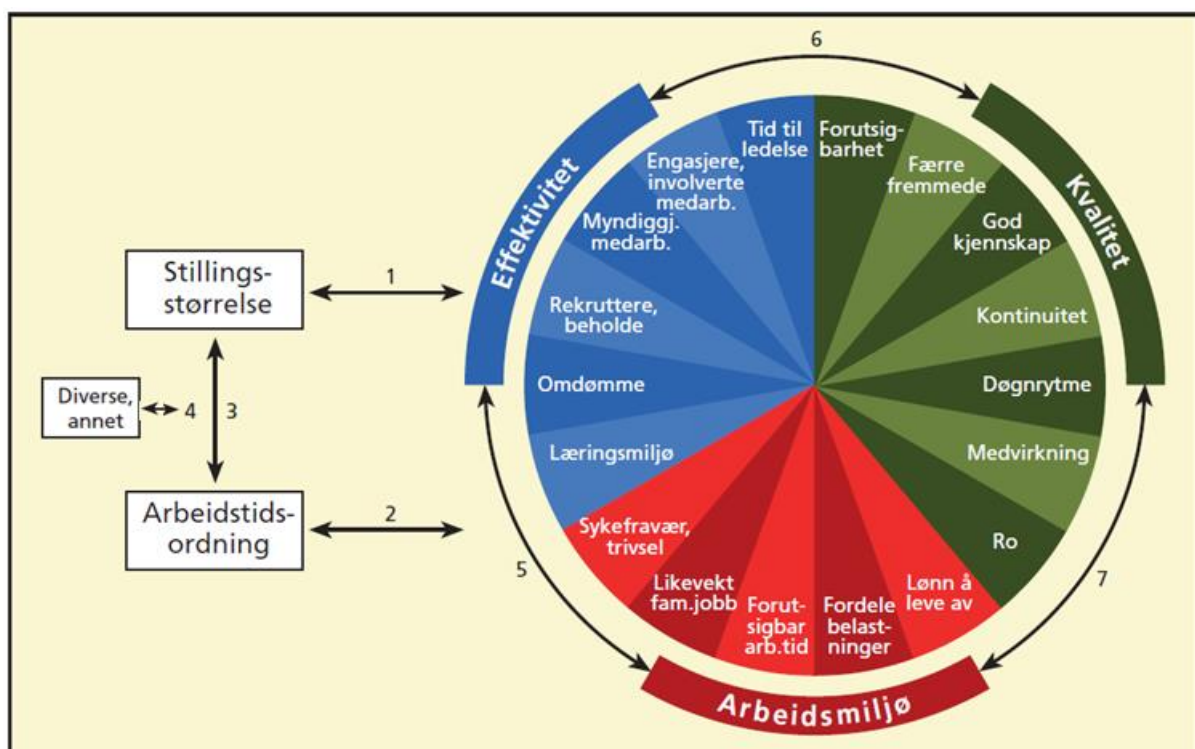 6
Effektivitet
Kvalitet
Tid til
ledelse
Forutsig-
barhet
Engasjere,
involverte
medarb.
Færre
fremmede
Myndiggj.
medarb.
God
kjennskap
Stillings-
størrelse
1
Rekruttere,
beholde
Kontinuitet
Diverse,
annet
4
3
Omdømme
Døgnrytme
Læringsmiljø
Medvirkning
Arbeidstids-
ordning
2
Sykefravær,
trivsel
Ro
5
7
Likevekt
fam.jobb
Forut-
sigbar
arb.tid
Fordele
belast-
ninger
Lønn å
leve av
Arbeidsmiljø